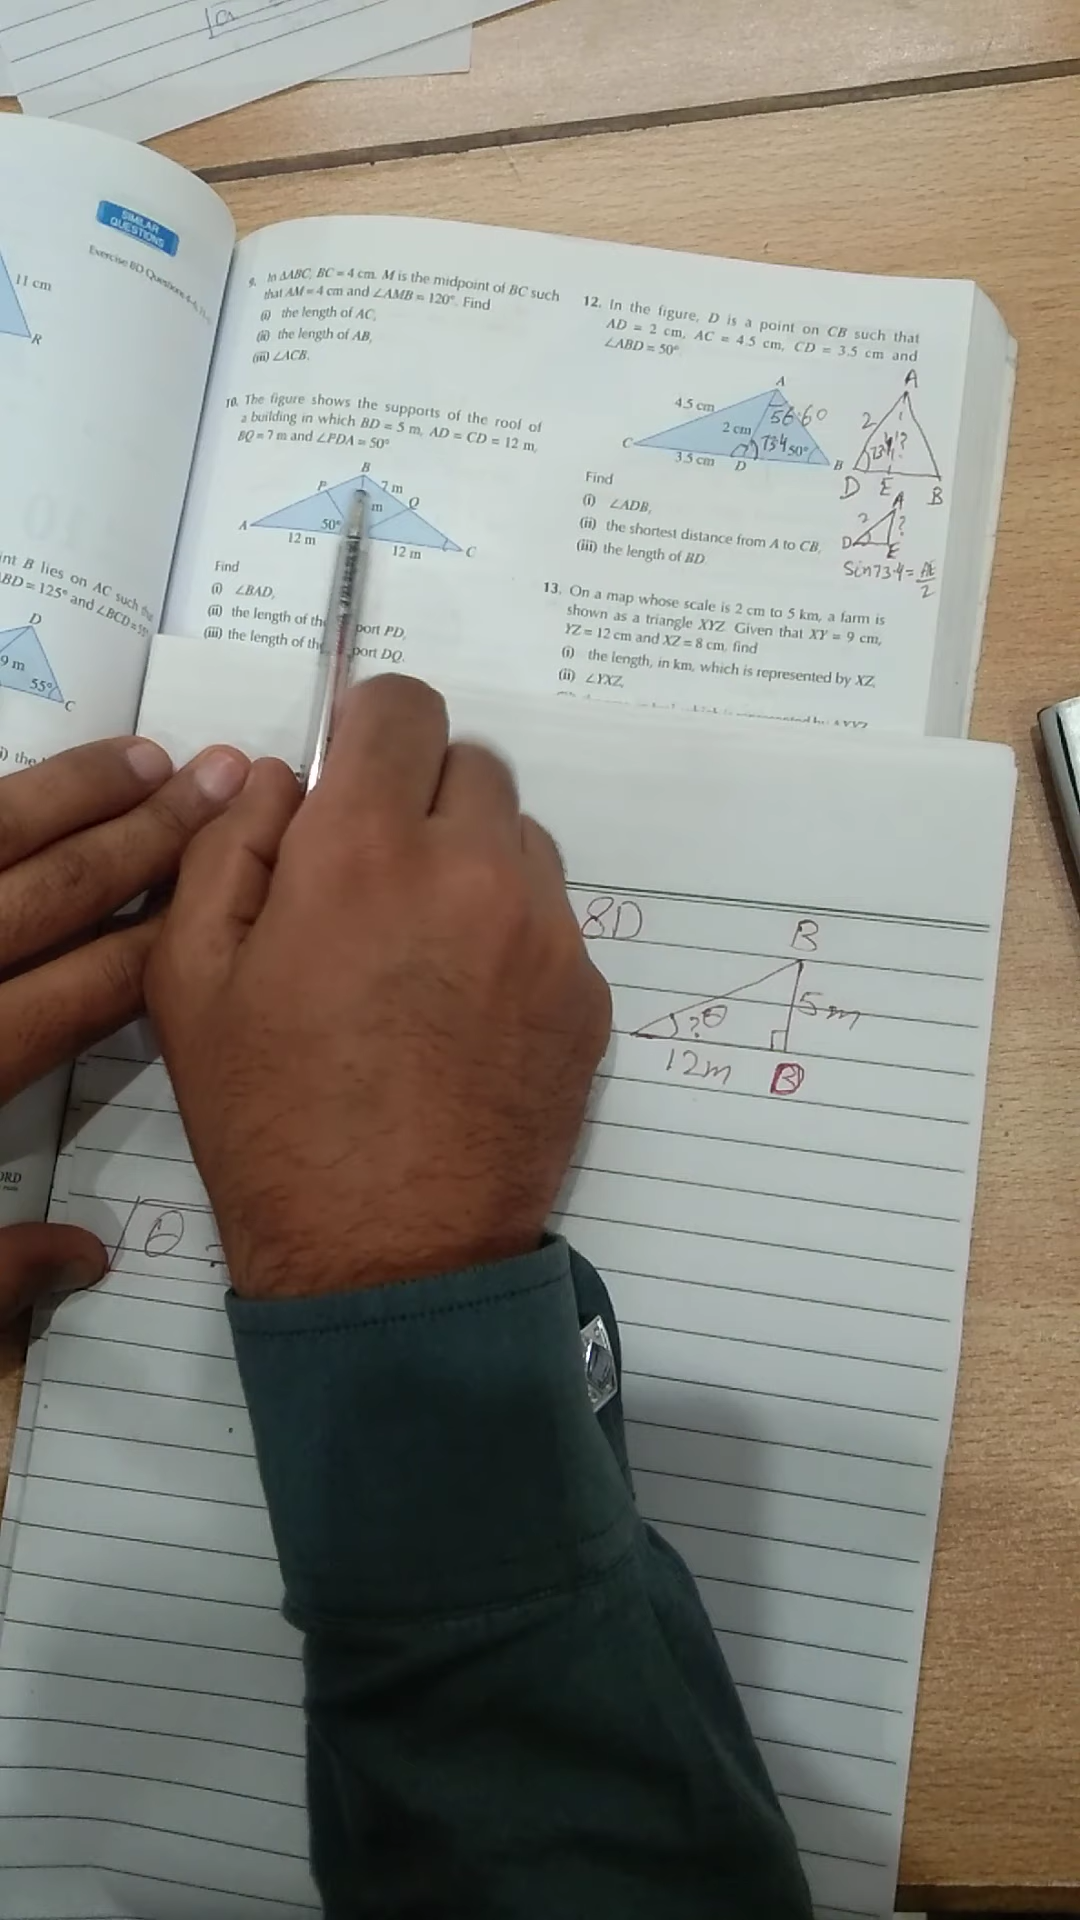 SIMILAR
QUESTIONS
Exercise 8D Questions
11 cm
R
int B lies on AC such
BD = 125° and ∠BCD =
D
9 m
55°
C
i) the
ORD
9. In ΔABC, BC = 4 cm. M is the midpoint of BC such
that AM = 4 cm and ∠AMB = 120°. Find
(i) the length of AC,
(ii) the length of AB,
(iii) ∠ACB.
10. The figure shows the supports of the roof of
a building in which BD = 5 m, AD = CD = 12 m,
BQ = 7 m and ∠PDA = 50°
B
P
7 m
Q
m
A
50°
12 m
12 m
C
Find
(i) ∠BAD,
(ii) the length of the port PD,
(iii) the length of the port DQ.
12. In the figure, D is a point on CB such that
AD = 2 cm, AC = 4.5 cm, CD = 3.5 cm and
∠ABD = 50°
A
4.5 cm
56.60
2 cm
73.4
50°
C
3.5 cm
D
B
A
2
73.4
?
D
E
B
A
2
?
D
E
Sin73.4 = AE/2
Find
(i) ∠ADB,
(ii) the shortest distance from A to CB,
(iii) the length of BD.
13. On a map whose scale is 2 cm to 5 km, a farm is
shown as a triangle XYZ. Given that XY = 9 cm,
YZ = 12 cm and XZ = 8 cm, find
(i) the length, in km, which is represented by XZ,
(ii) ∠YXZ,
8D
B
5m
?θ
12m
θ